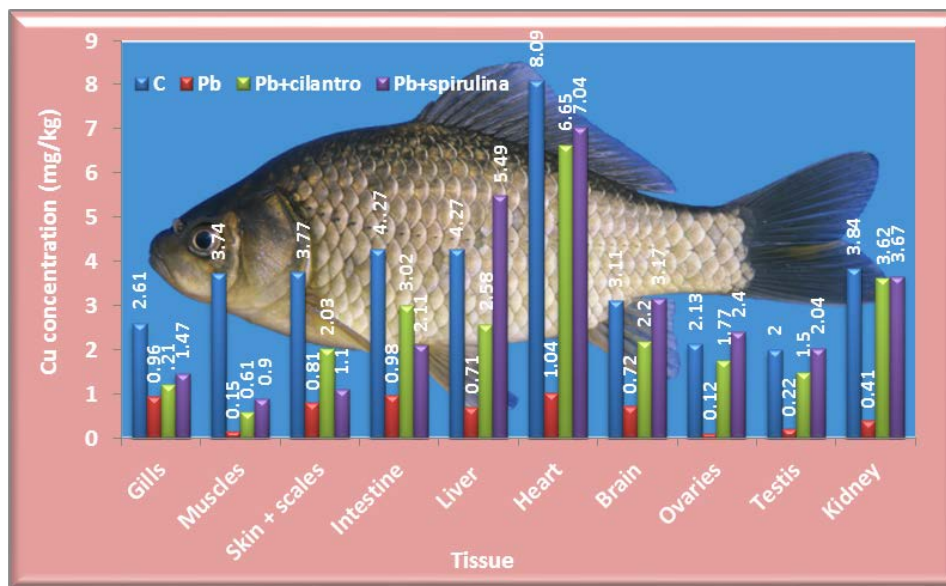 9
8
7
6
5
4
3
2
1
0
Cu concentration (mg/kg)
C Pb Pb+cilantro Pb+spirulina
2.61 0.96 .21 1.47
3.74 0.15 0.61 0.9
3.77 0.81 2.03 1.1
4..27 0.98 3.02 2.11
4.27 0.71 2.58 5.49
8.09 1.04 6.65 7.04
3.11 0.72 2.2 3.17
2.13 0.12 1.77 2.4
2 0.22 1.5 2.04
3.84 0.41 3.62 3.67
Gills
Muscles
Skin + scales
Intestine
Liver
Heart
Brain
Ovaries
Testis
Kidney
Tissue